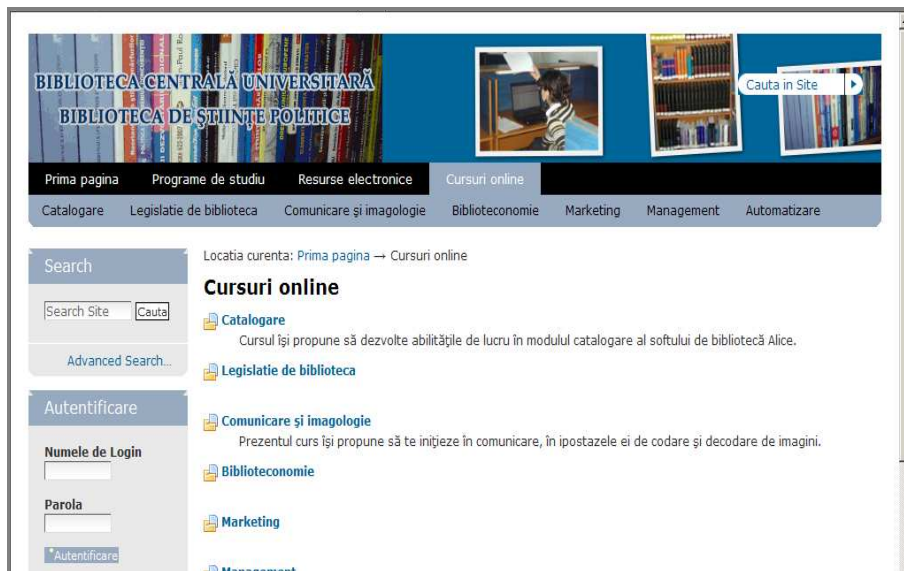 BIBLIOTECA CENTRALĂ UNIVERSITARĂ
BIBLIOTECA DE ŞTIINŢE POLITICE
Cauta in Site
Prima pagina Programe de studiu Resurse electronice Cursuri online
Catalogare Legislatie de biblioteca Comunicare şi imagologie Biblioteconomie Marketing Management Automatizare
Locatia curenta: Prima pagina → Cursuri online
Search
Search Site Cauta
Advanced Search...
Autentificare
Numele de Login
Parola
Autentificare
Cursuri online
Catalogare
Cursul îşi propune să dezvolte abilităţile de lucru în modulul catalogare al softului de bibliotecă Alice.
Legislatie de biblioteca
Comunicare şi imagologie
Prezentul curs îşi propune să te iniţieze în comunicare, în ipostazele ei de codare şi decodare de imagini.
Biblioteconomie
Marketing
Management